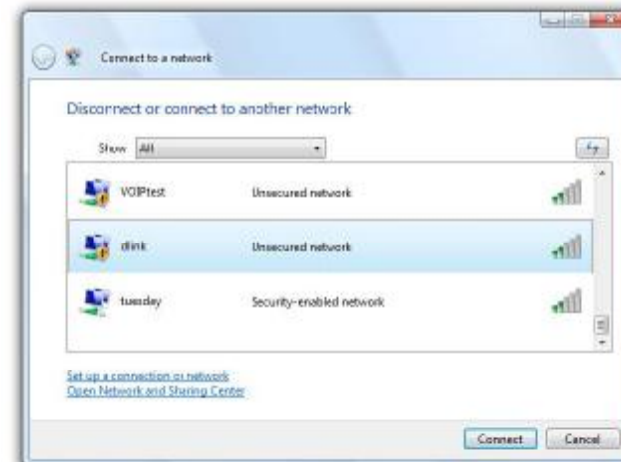 Connect to a network
Disconnect or connect to another network
Show All
VOIPtest Unsecured network
dlink Unsecured network
tuesday Security-enabled network
Set up a connection or network
Open Network and Sharing Center
Connect Cancel